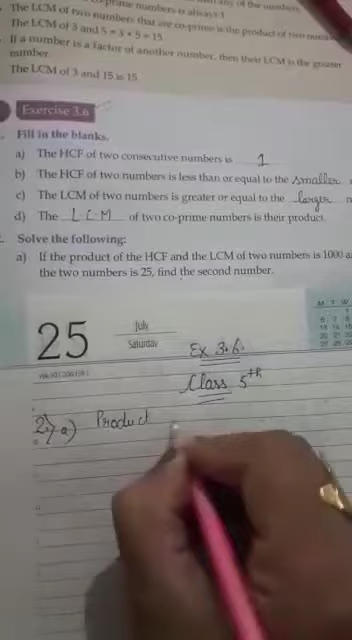 The LCM of two numbers that are co-prime is the product of two
The LCM of 3 and 5 = 3 × 5 = 15
If a number is a factor of another number, then their LCM is the greater
number.
The LCM of 3 and 15 is 15
Exercise 3.6
Fill in the blanks.
a) The HCF of two consecutive numbers is 1
b) The HCF of two numbers is less than or equal to the smaller
c) The LCM of two numbers is greater or equal to the larger n
d) The L.C.M of two co-prime numbers is their product.
Solve the following:
a) If the product of the HCF and the LCM of two numbers is 1000 a
the two numbers is 25, find the second number.
25
July
Saturday
M T W
Ex 3.6.
Class 5th
2) a) Product